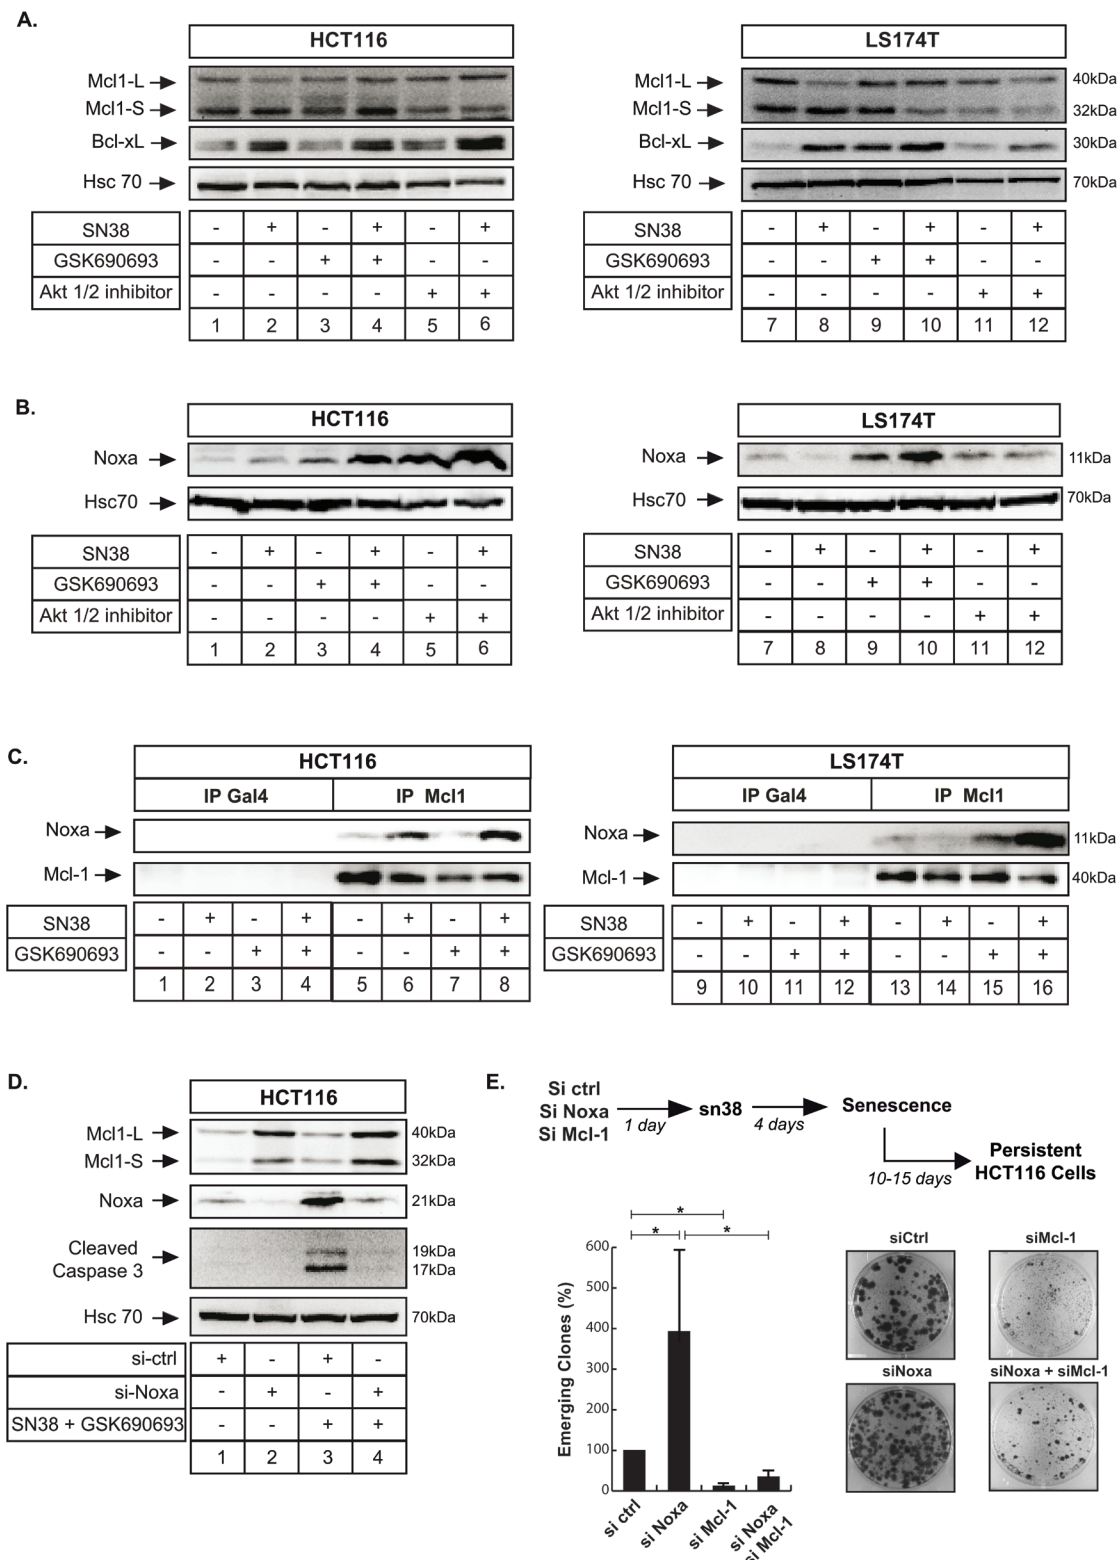 A.
HCT116
Mcl1-L
Mcl1-S
Bcl-xL
Hsc 70
SN38 - + - + - +
GSK690693 - - + + - -
Akt 1/2 inhibitor - - - - + +
1 2 3 4 5 6
LS174T
Mcl1-L 40kDa
Mcl1-S 32kDa
Bcl-xL 30kDa
Hsc 70 70kDa
SN38 - + - + - +
GSK690693 - - + + - -
Akt 1/2 inhibitor - - - - + +
7 8 9 10 11 12
B.
HCT116
Noxa
Hsc70
SN38 - + - + - +
GSK690693 - - + + - -
Akt 1/2 inhibitor - - - - + +
1 2 3 4 5 6
LS174T
Noxa 11kDa
Hsc70 70kDa
SN38 - + - + - +
GSK690693 - - + + - -
Akt 1/2 inhibitor - - - - + +
7 8 9 10 11 12
C.
HCT116
IP Gal4 IP Mcl1
Noxa
Mcl-1
SN38 - + - + - + - +
GSK690693 - - + + - - + +
1 2 3 4 5 6 7 8
LS174T
IP Gal4 IP Mcl1
Noxa 11kDa
Mcl-1 40kDa
SN38 - + - + - + - +
GSK690693 - - + + - - + +
9 10 11 12 13 14 15 16
D.
HCT116
Mcl1-L 40kDa
Mcl1-S 32kDa
Noxa 21kDa
Cleaved 19kDa
Caspase 3 17kDa
Hsc 70 70kDa
si-ctrl + - + -
si-Noxa - + - +
SN38 + GSK690693 - - + +
1 2 3 4
E.
Si ctrl
Si Noxa
Si Mcl-1
1 day
sn38
4 days
Senescence
10-15 days
Persistent
HCT116 Cells
*
* *
Emerging Clones (%)
600
500
400
300
200
100
0
si ctrl
si Noxa
si Mcl-1
si Noxa
si Mcl-1
siCtrl siMcl-1
siNoxa siNoxa + siMcl-1